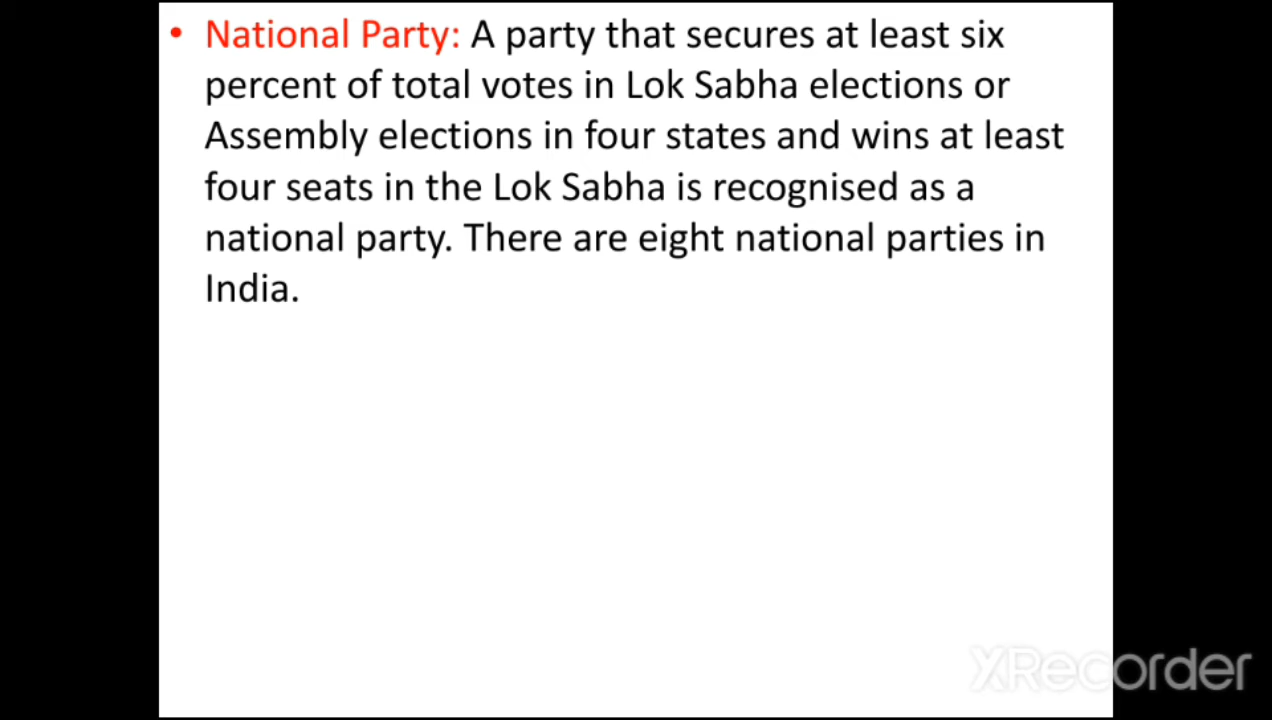 • National Party: A party that secures at least six
percent of total votes in Lok Sabha elections or
Assembly elections in four states and wins at least
four seats in the Lok Sabha is recognised as a
national party. There are eight national parties in
India.
XRecorder